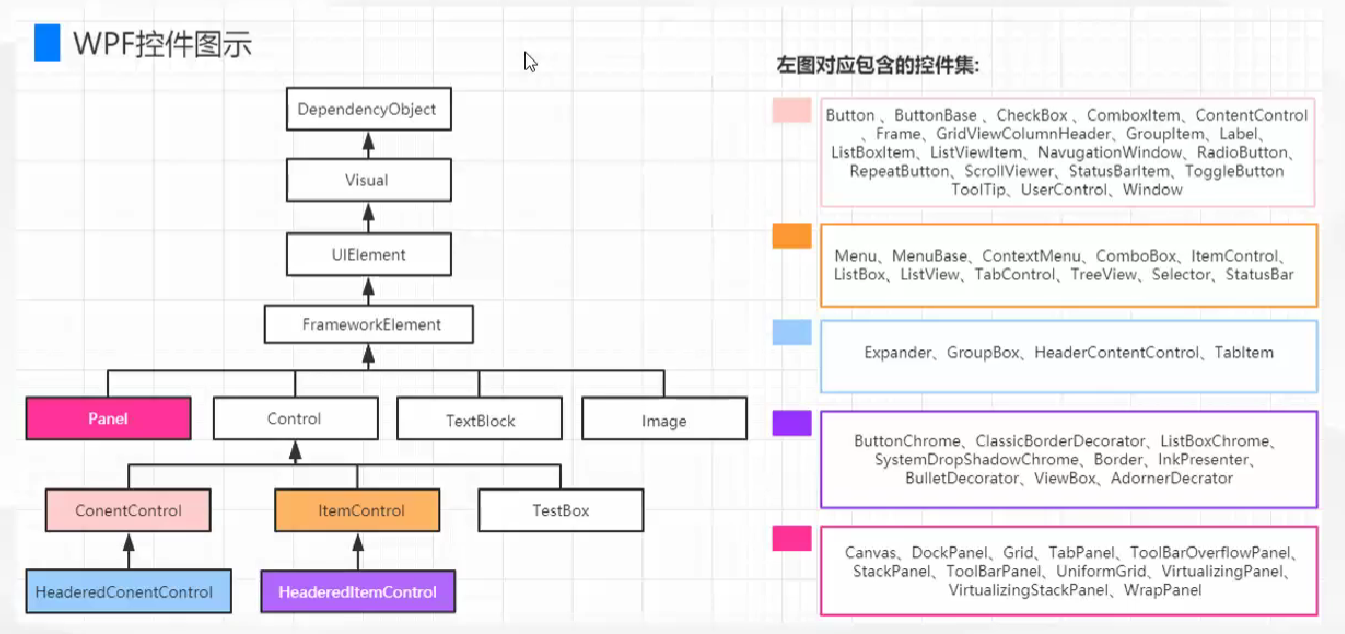 WPF控件图示
左图对应包含的控件集:
DependencyObject
Visual
UIElement
FrameworkElement
Panel
Control
TextBlock
Image
ConentControl
ItemControl
TestBox
HeaderedConentControl
HeaderedItemControl
Button 、ButtonBase 、CheckBox 、ComboxItem、ContentControl
、Frame、GridViewColumnHeader、GroupItem、Label、
ListBoxItem、ListViewItem、NavugationWindow、RadioButton、
RepeatButton、ScrollViewer、StatusBarItem、ToggleButton
ToolTip、UserControl、Window
Menu、MenuBase、ContextMenu、ComboBox、ItemControl、
ListBox、ListView、TabControl、TreeView、Selector、StatusBar
Expander、GroupBox、HeaderContentControl、TabItem
ButtonChrome、ClassicBorderDecorator、ListBoxChrome、
SystemDropShadowChrome、Border、InkPresenter、
BulletDecorator、ViewBox、AdornerDecrator
Canvas、DockPanel、Grid、TabPanel、ToolBarOverflowPanel、
StackPanel、ToolBarPanel、UniformGrid、VirtualizingPanel、
VirtualizingStackPanel、WrapPanel